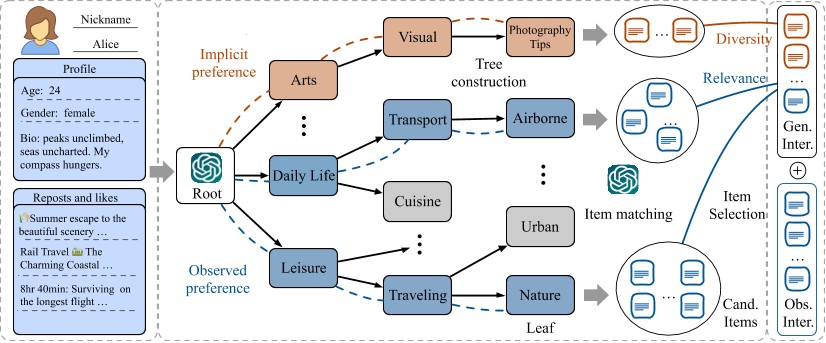 Nickname
Alice
Profile
Age: 24
Gender: female
Bio: peaks unclimbed,
seas uncharted. My
compass hungers.
Reposts and likes
Summer escape to the
beautiful scenery …
Rail Travel The
Charming Coastal …
8hr 40min: Surviving on
the longest flight …
Implicit
preference
Observed
preference
Root
Arts
⋮
Daily Life
Leisure
Visual
Transport
Cuisine
...
⋮
Traveling
Photography
Tips
Tree
construction
Airborne
⋮
Urban
Nature
Leaf
Item matching
...
...
Cand.
Items
Diversity
Relevance
Item
Selection
...
Gen.
Inter.
+
...
Obs.
Inter.